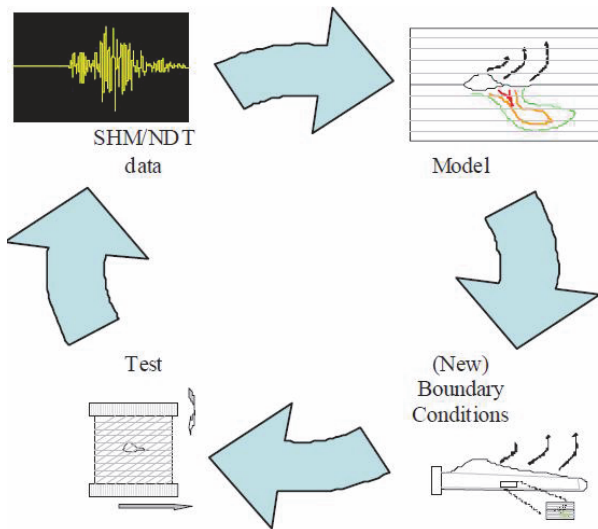 SHM/NDT
data
Model
Test
(New)
Boundary
Conditions